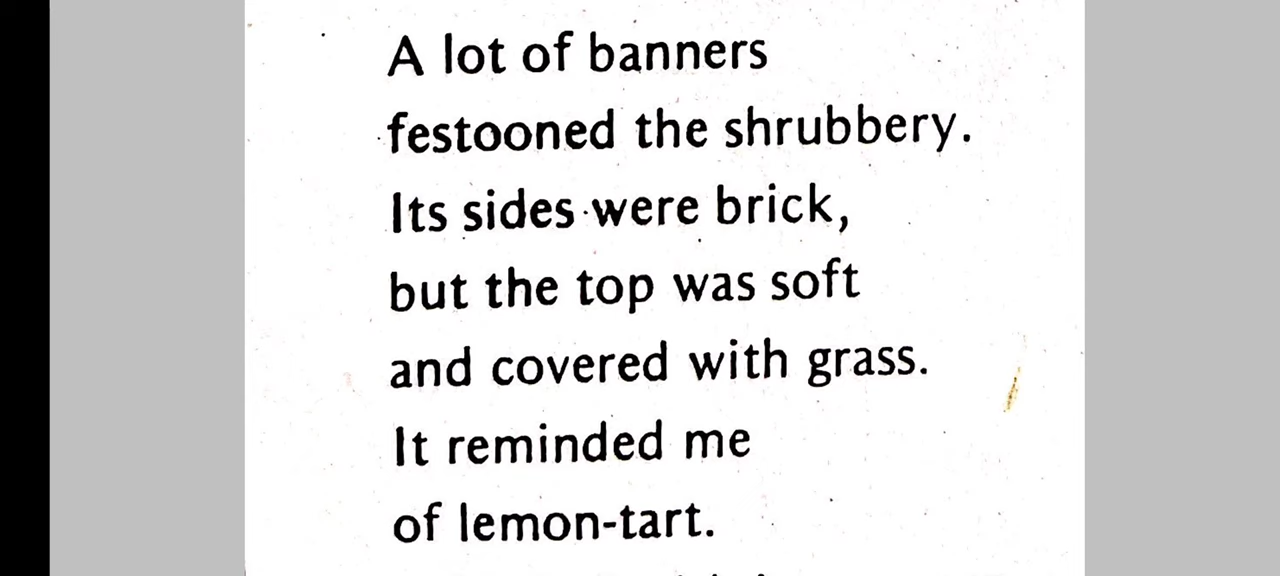 A lot of banners
festooned the shrubbery.
Its sides were brick,
but the top was soft
and covered with grass.
It reminded me
of lemon-tart.